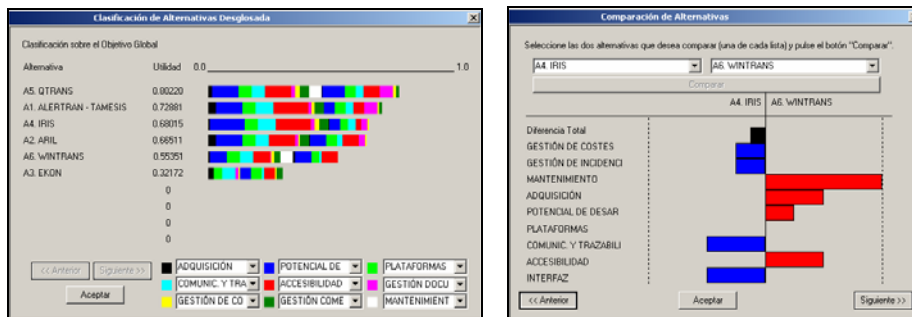 Clasificación de Alternativas Desglosada
Clasificación sobre el Objetivo Global
Alternativa Utilidad 0.0 1.0
A5. QTRANS 0.80220
A1. ALERTRAN - TAMESIS 0.72881
A4. IRIS 0.68015
A2. ARIL 0.66511
A6. WINTRANS 0.55351
A3. EKON 0.32172
0
0
0
0
<< Anterior Siguiente >>
Aceptar
ADQUISICIÓN POTENCIAL DE PLATAFORMAS
COMUNIC. Y TRA ACCESIBILIDAD GESTIÓN DOCU
GESTIÓN DE CO GESTIÓN COME MANTENIMIENT
Comparación de Alternativas
Seleccione las dos alternativas que desea comparar (una de cada lista) y pulse el botón "Comparar".
A4. IRIS A6. WINTRANS
Comparar
A4. IRIS A6. WINTRANS
Diferencia Total
GESTIÓN DE COSTES
GESTIÓN DE INCIDENCI
MANTENIMIENTO
ADQUISICIÓN
POTENCIAL DE DESAR
PLATAFORMAS
COMUNIC. Y TRAZABILI
ACCESIBILIDAD
INTERFAZ
<< Anterior Aceptar Siguiente >>